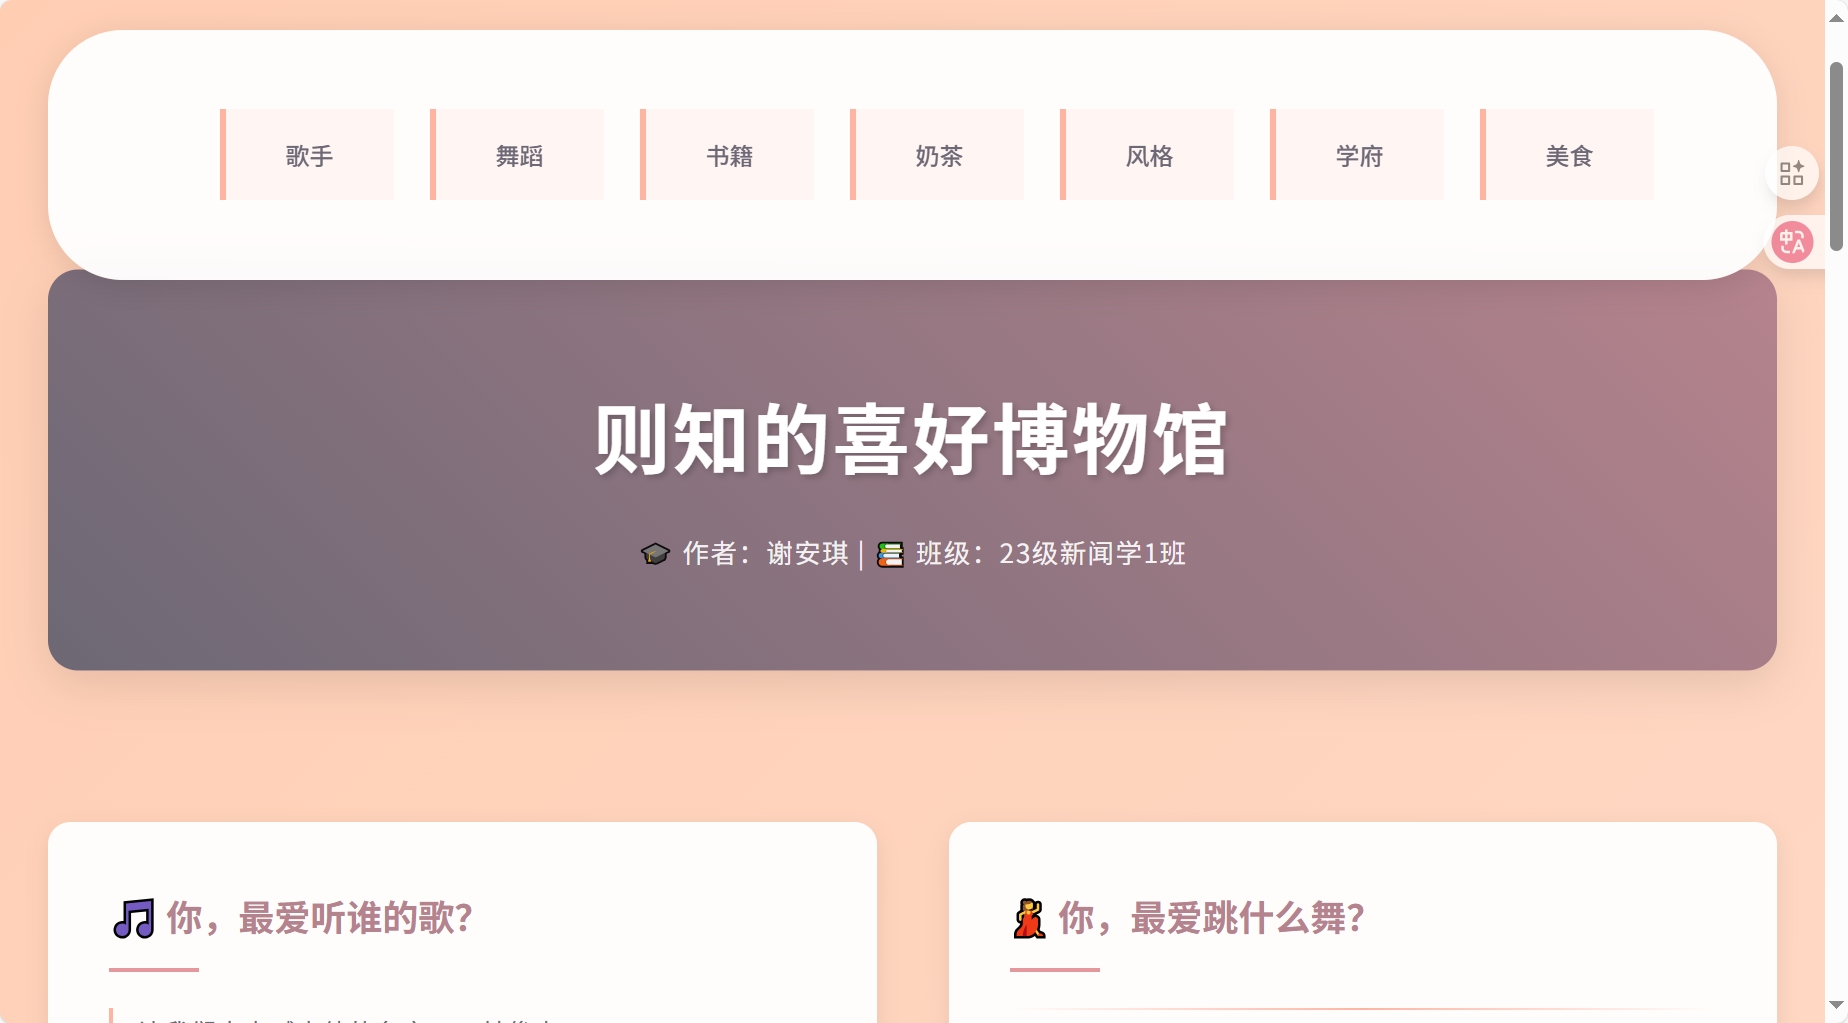 歌手
舞蹈
书籍
奶茶
风格
学府
美食
则知的喜好博物馆
🎓 作者：谢安琪 | 📚 班级：23级新闻学1班
🎵 你，最爱听谁的歌？
💃 你，最爱跳什么舞？